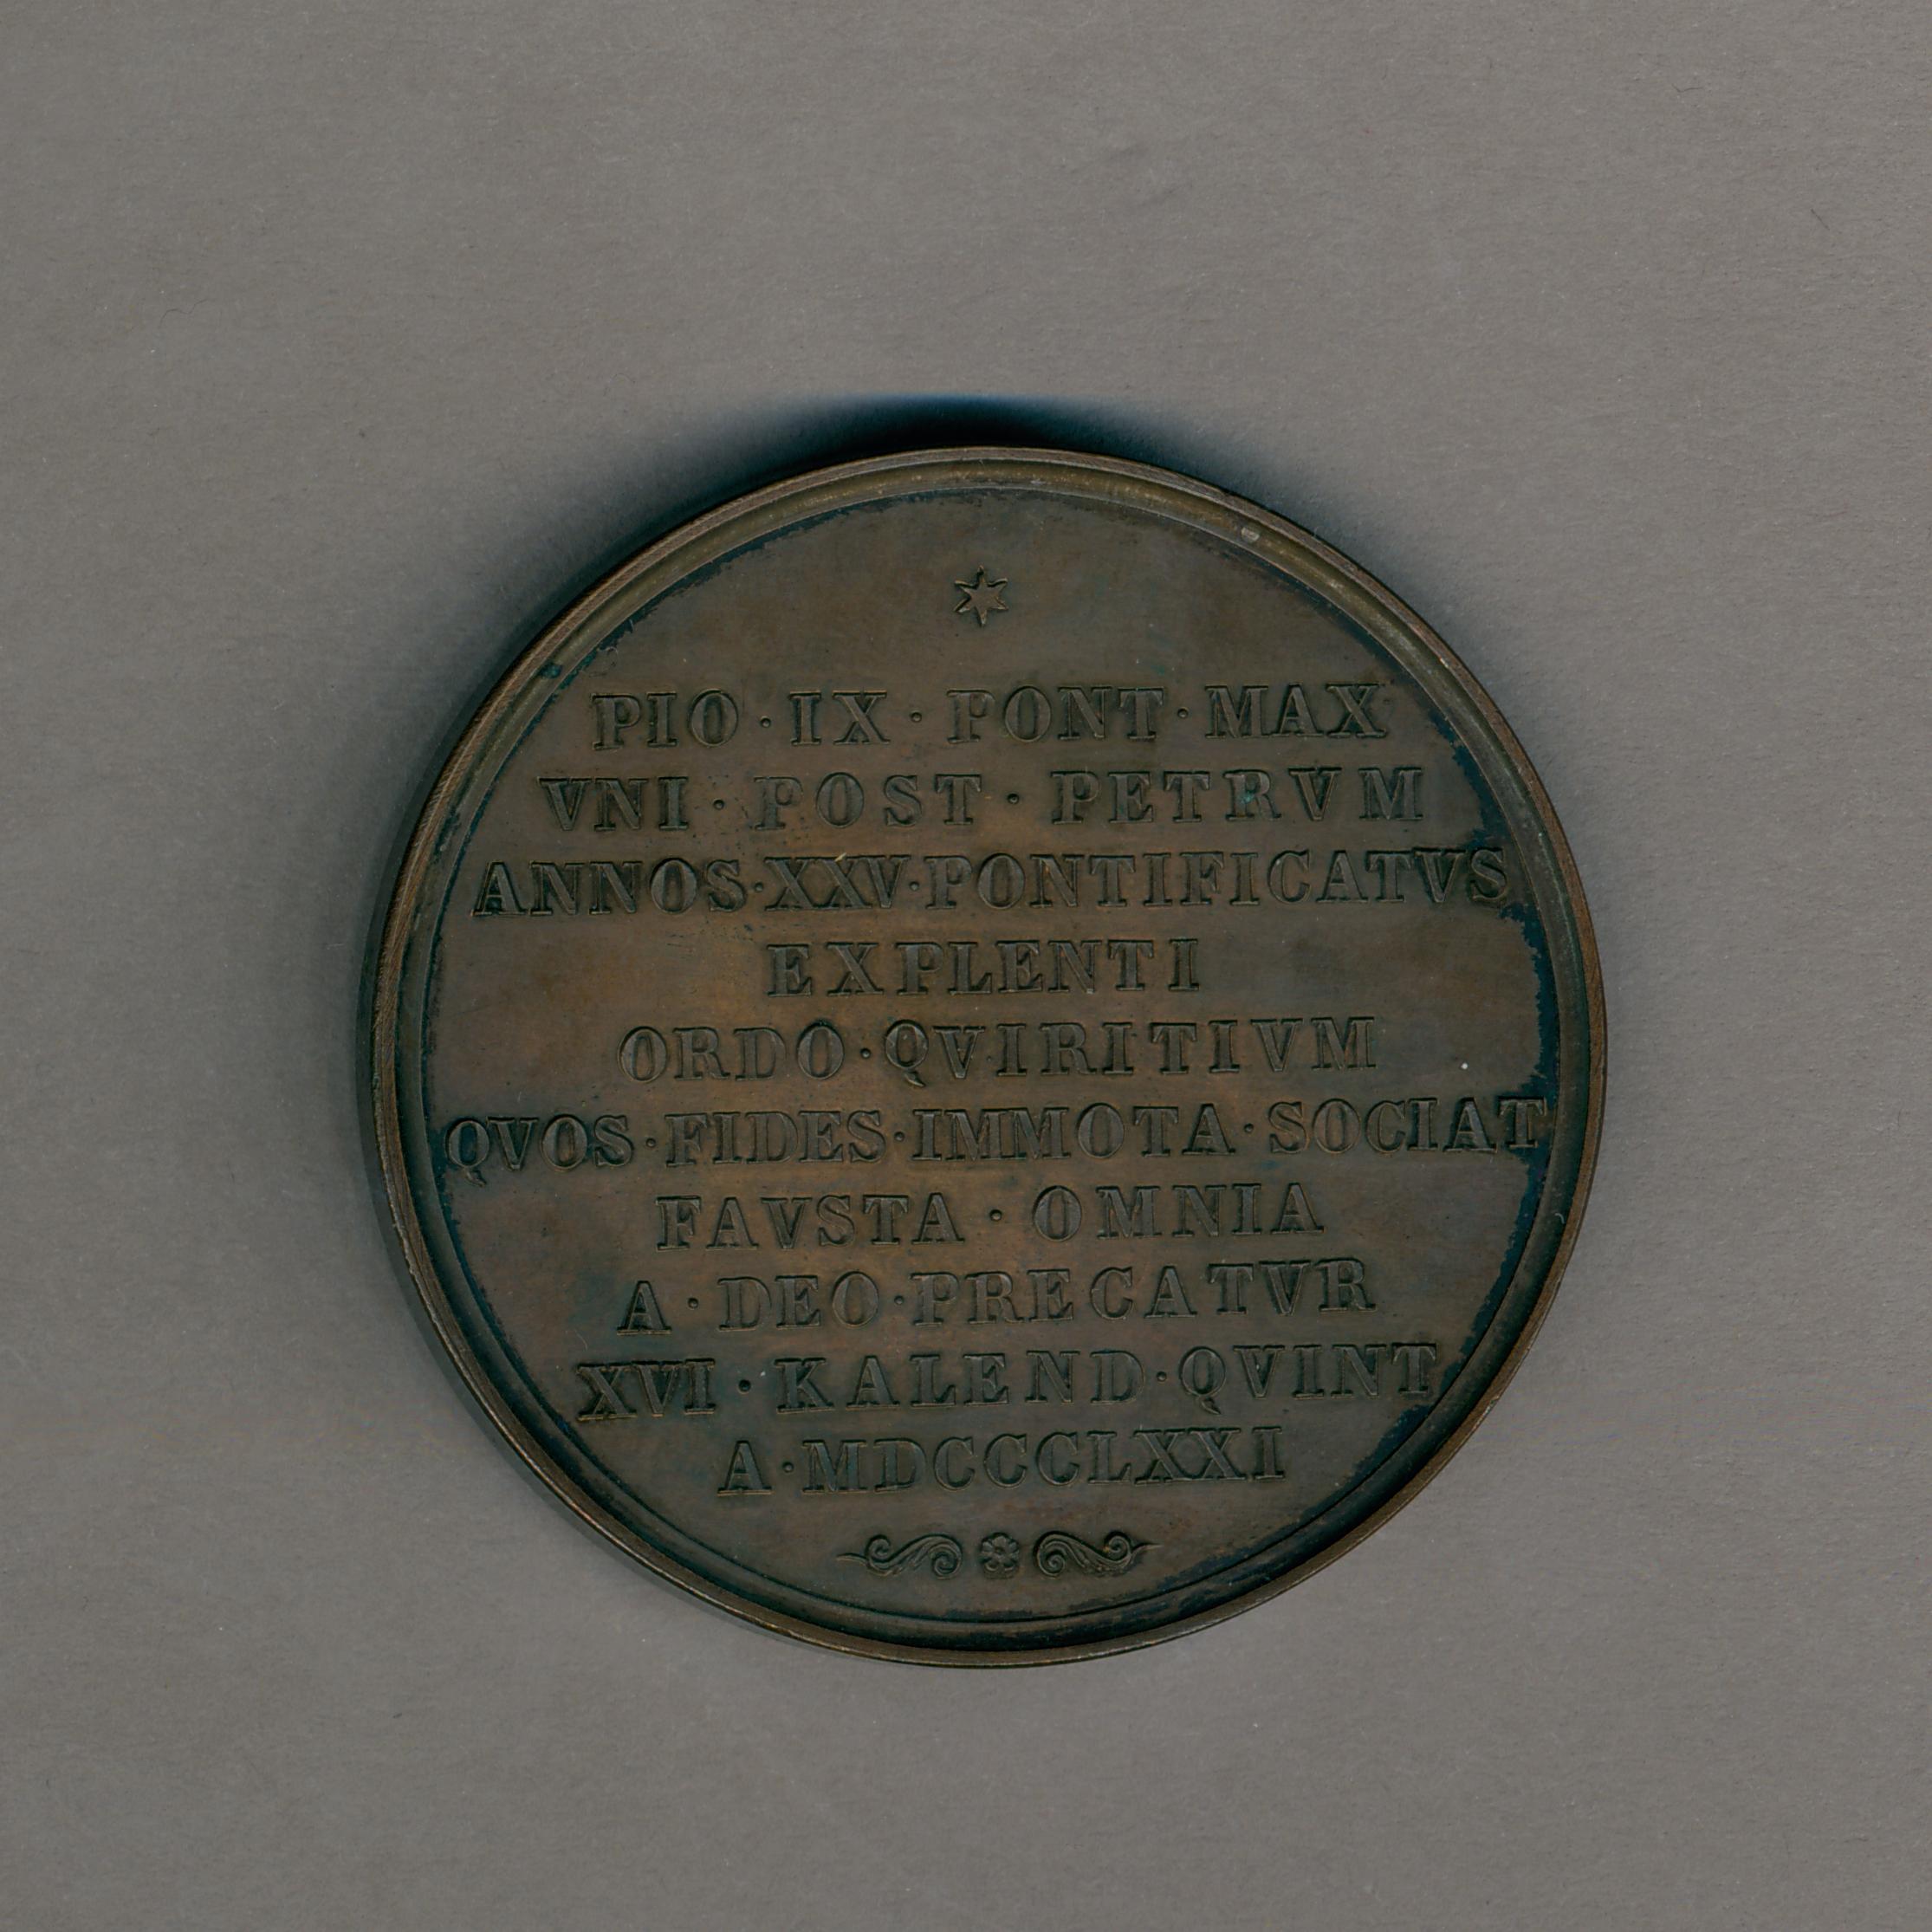 PIO · IX · PONT · MAX
VNI · POST · PETRVM
ANNOS · XXV · PONTIFICATVS
EXPLENTI
ORDO · QVIRITIVM
QVOS · FIDES · IMMOTA · SOCIAT
FAVSTA · OMNIA
A · DEO · PRECATVR
XVI · KALEND · QVINT
A · MDCCCLXXI